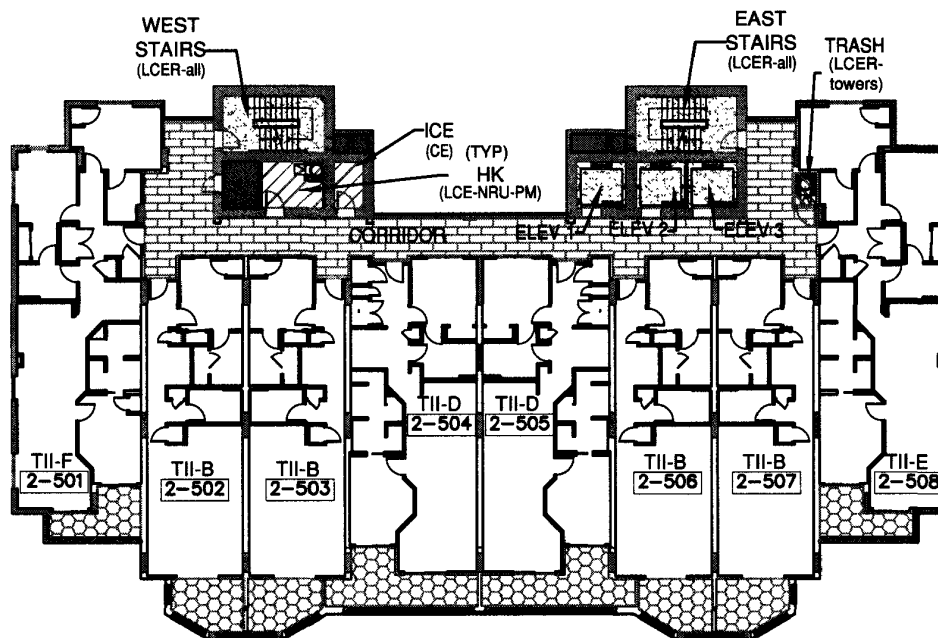 WEST
STAIRS
(LCER-all)
EAST
STAIRS
(LCER-all)
TRASH
(LCER-
towers)
ICE
(CE) (TYP)
HK
(LCE-NRU-PM)
CORRIDOR
ELEV 1
ELEV 2
ELEV 3
TII-F
2-501
TII-B
2-502
TII-B
2-503
TII-D
2-504
TII-D
2-505
TII-B
2-506
TII-B
2-507
TII-E
2-508